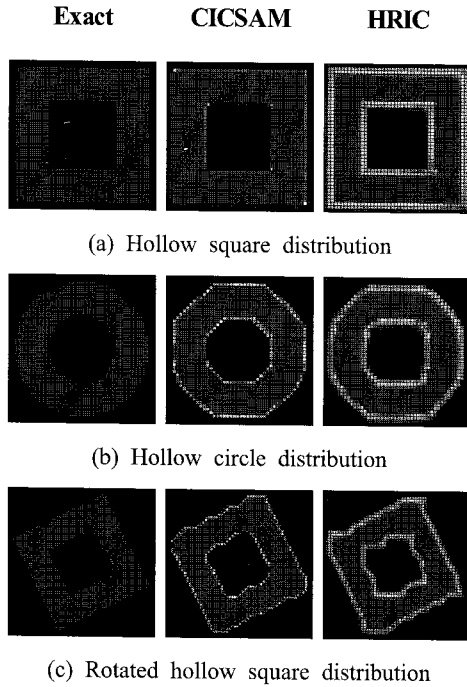 Exact CICSAM HRIC
(a) Hollow square distribution
(b) Hollow circle distribution
(c) Rotated hollow square distribution